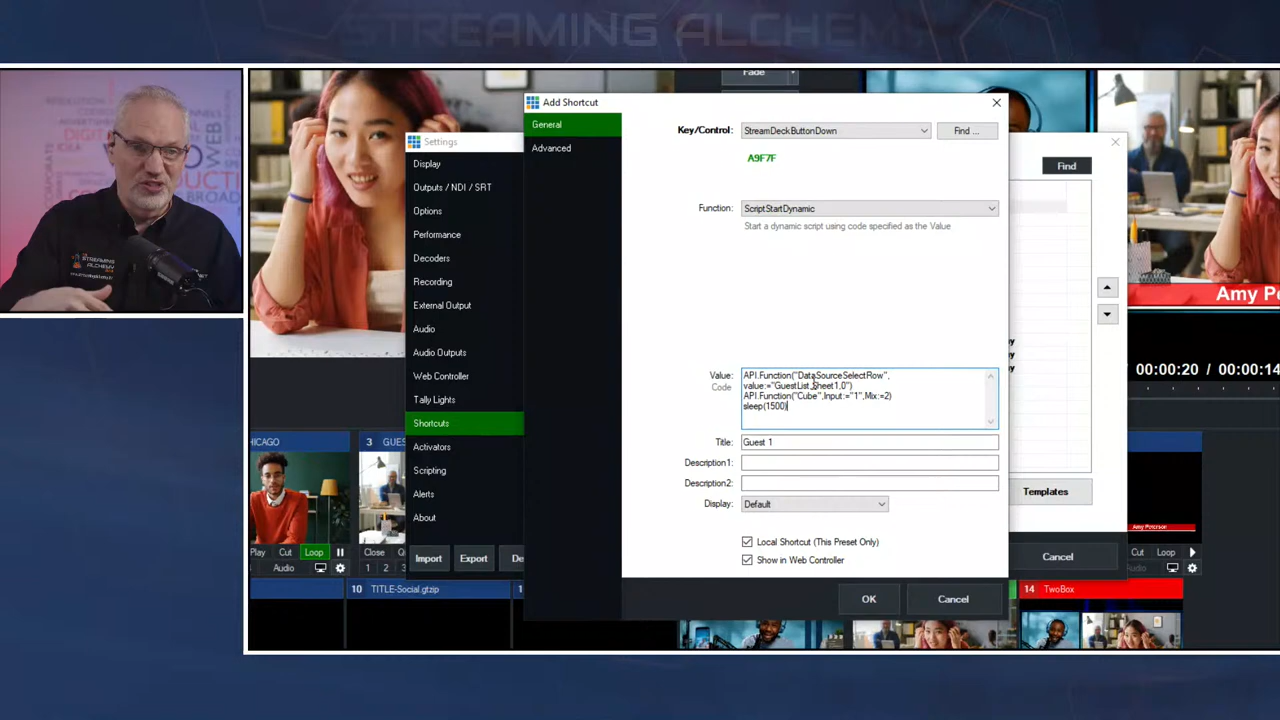 STREAMING ALCHEMY
Fade
Add Shortcut
General
Advanced
Key/Control:
StreamDeckButtonDown
Find ...
A9F7F
Function:
ScriptStartDynamic
Start a dynamic script using code specified as the Value
Value:
Code
API.Function("DataSourceSelectRow",
value:="GuestList,Sheet1,0")
API.Function("Cube",Input:="1",Mix:=2)
sleep(1500)
Title:
Guest 1
Description1:
Description2:
Display:
Default
Local Shortcut (This Preset Only)
Show in Web Controller
OK
Cancel
Settings
Display
Outputs / NDI / SRT
Options
Performance
Decoders
Recording
External Output
Audio
Audio Outputs
Web Controller
Tally Lights
Shortcuts
Activators
Scripting
Alerts
About
Import
Export
Find
Templates
Cancel
Amy
00:00:20
00:00:14
HICAGO
3
Play
Cut
Loop
Close
Audio
1
2
10
TITLE-Social.gtzip
14
TwoBox
Amy Peterson
Cut
Loop
STREAMING
ALCHEMY